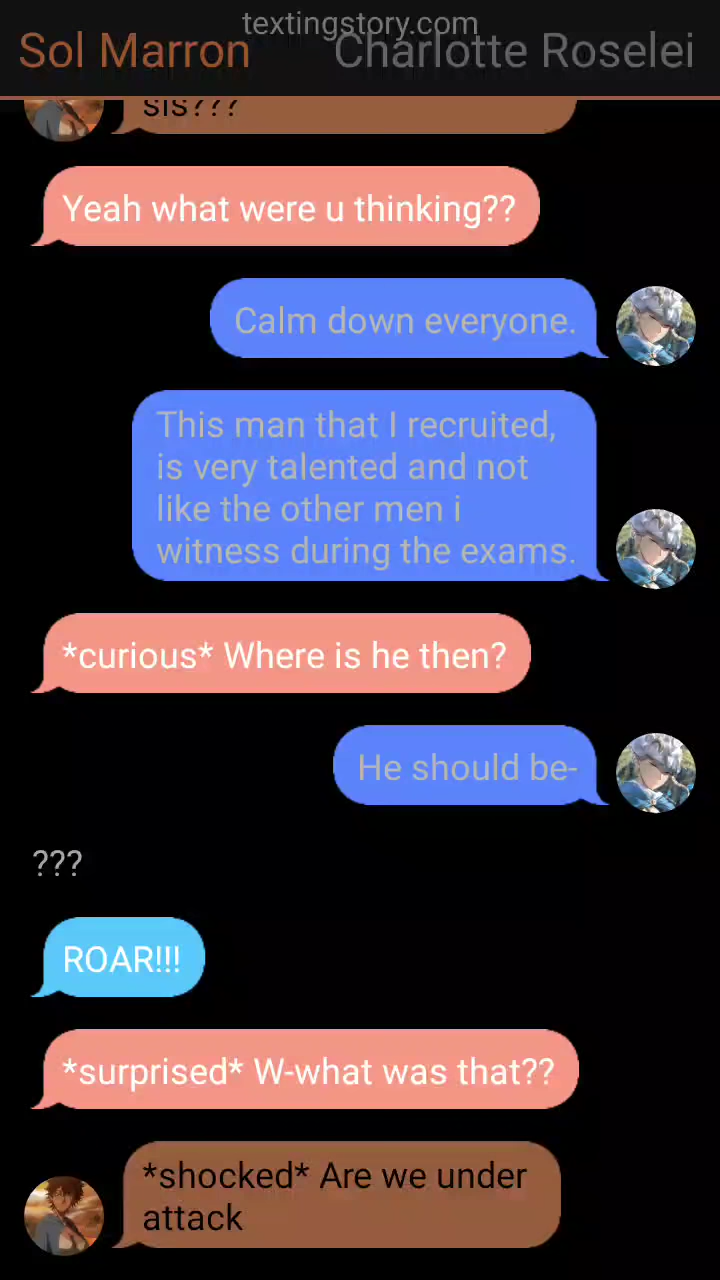 textingstory.com
Sol Marron
Charlotte Roselei
sis???
Yeah what were u thinking??
Calm down everyone.
This man that I recruited,
is very talented and not
like the other men i
witness during the exams.
*curious* Where is he then?
He should be-
???
ROAR!!!
*surprised* W-what was that??
*shocked* Are we under
attack